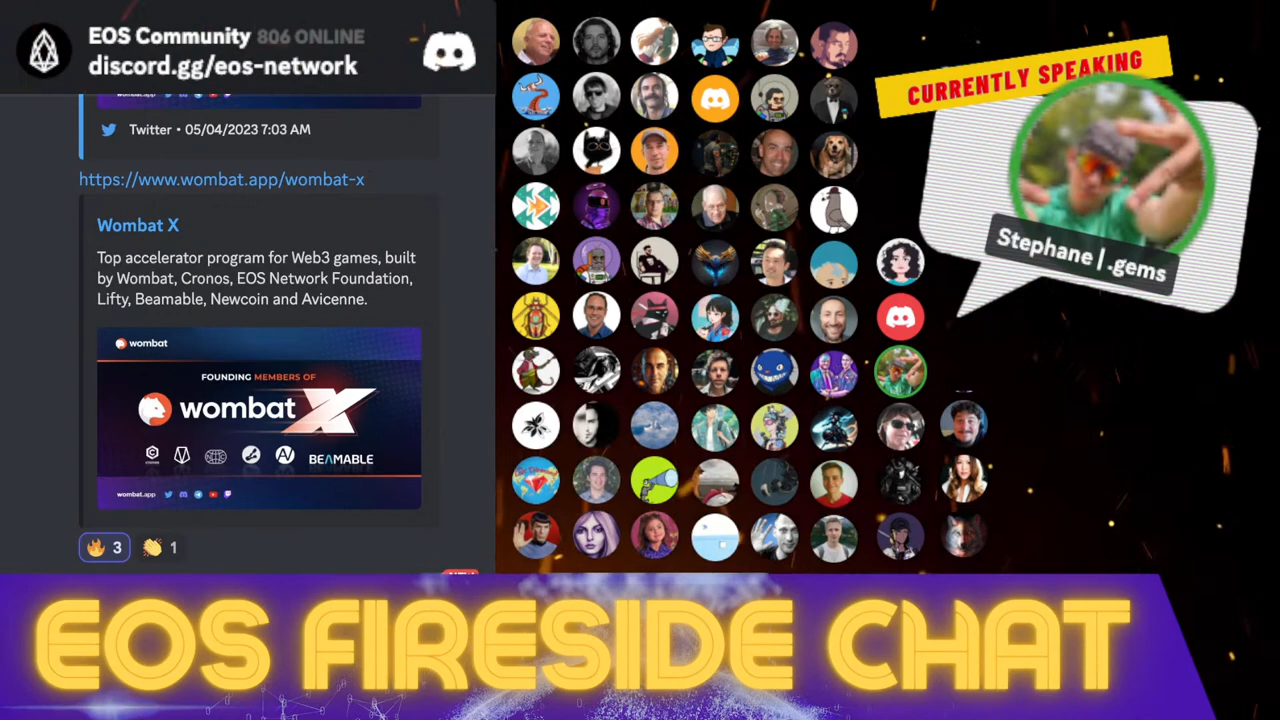 EOS Community 806 ONLINE
discord.gg/eos-network
Twitter • 05/04/2023 7:03 AM
https://www.wombat.app/wombat-x
Wombat X
Top accelerator program for Web3 games, built
by Wombat, Cronos, EOS Network Foundation,
Lifty, Beamable, Newcoin and Avicenne.
wombat
FOUNDING MEMBERS OF
wombat X
BEAMABLE
wombat.app
3
1
CURRENTLY SPEAKING
Stephane | .gems
EOS FIRESIDE CHAT